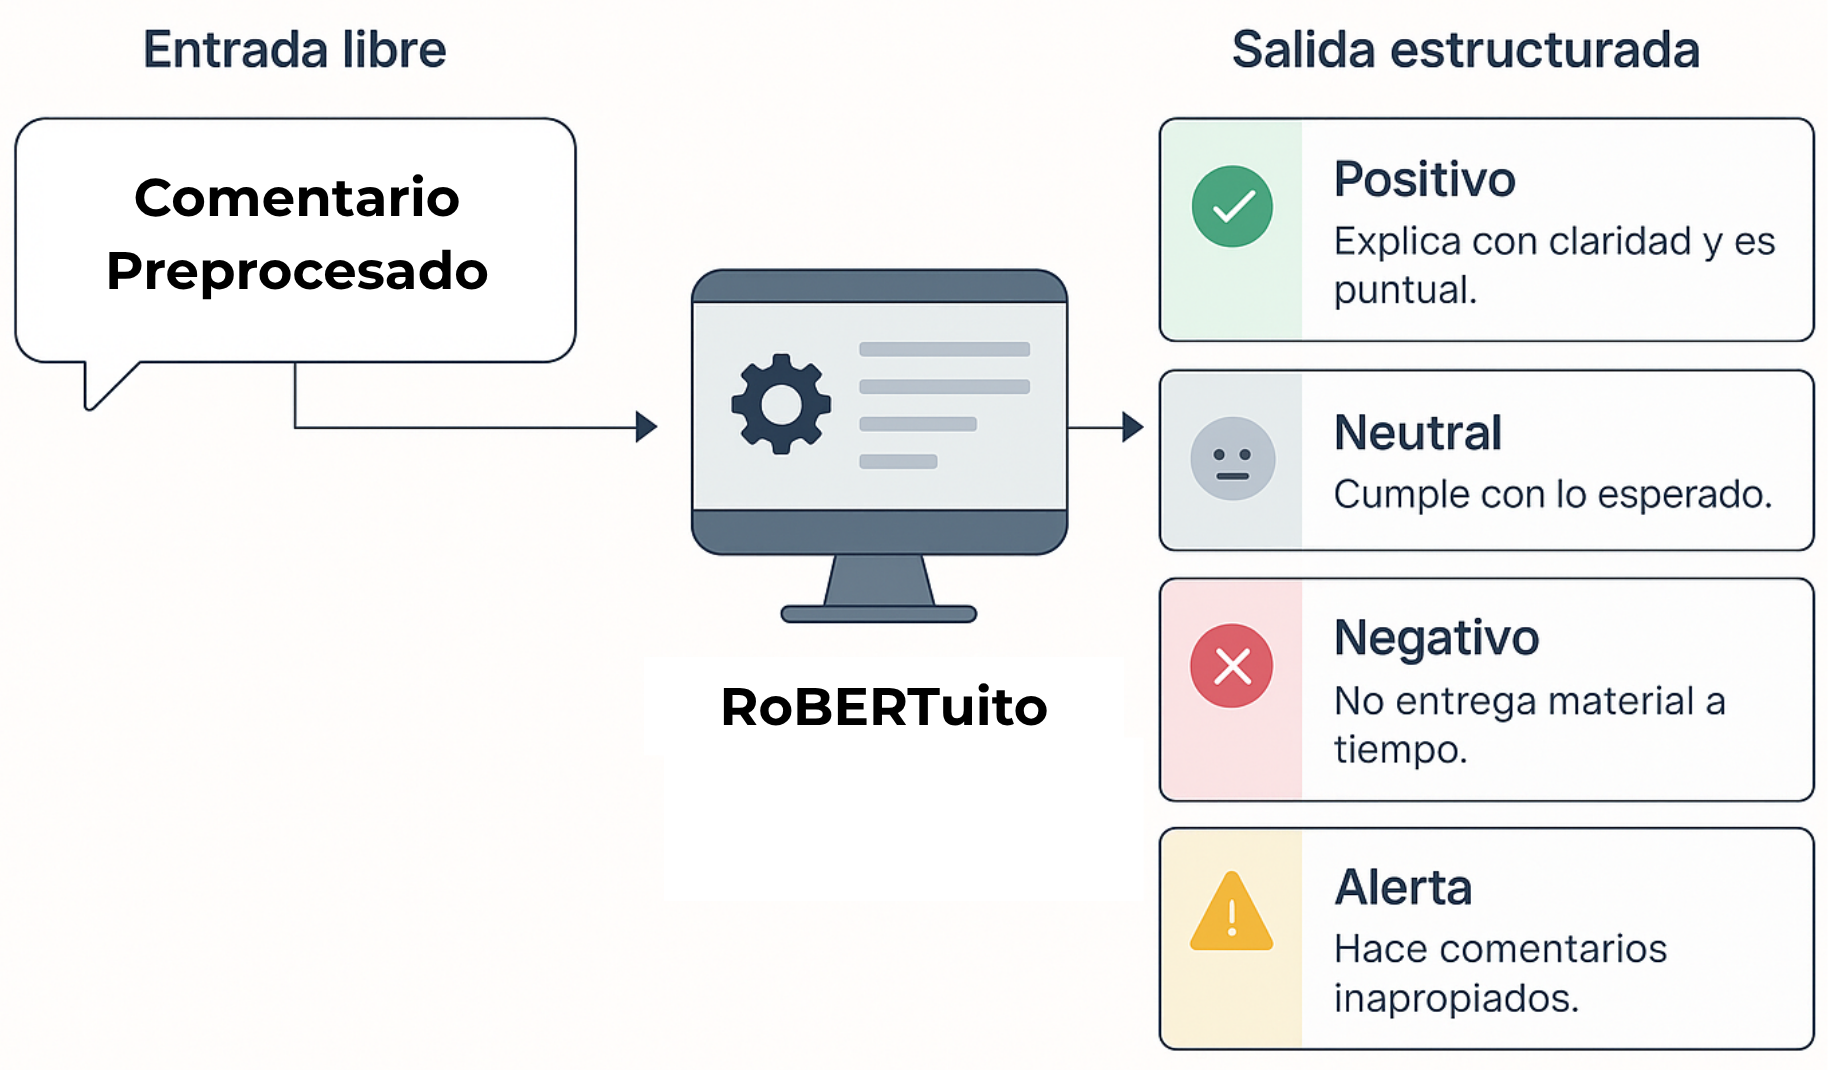 Entrada libre
Comentario
Preprocesado
RoBERTuito
Salida estructurada
Positivo
Explica con claridad y es
puntual.
Neutral
Cumple con lo esperado.
Negativo
No entrega material a
tiempo.
Alerta
Hace comentarios
inapropiados.